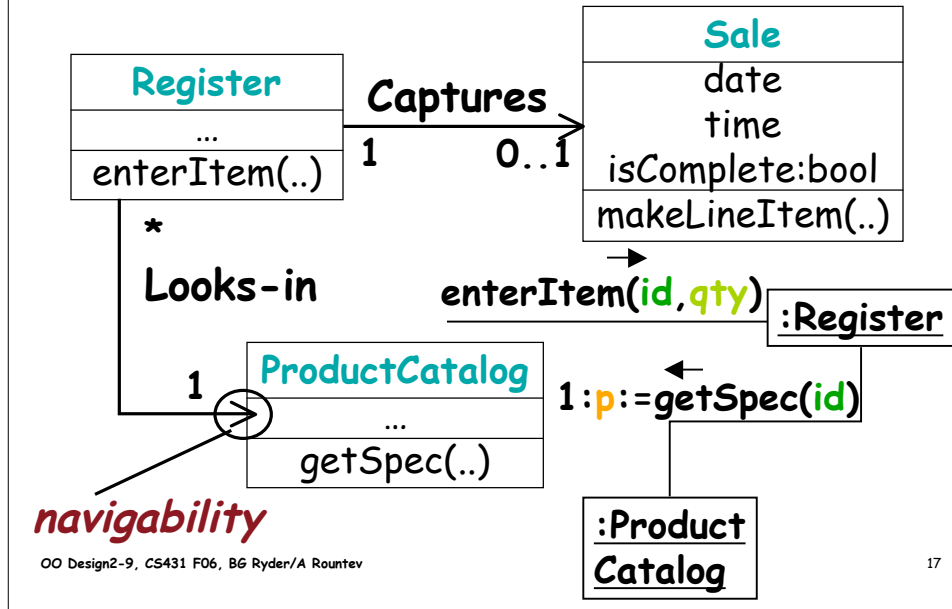 Register
...
enterItem(..)
Captures
1
0..1
Sale
date
time
isComplete:bool
makeLineItem(..)
*
Looks-in
1
ProductCatalog
...
getSpec(..)
navigability
enterItem(id,qty)
:Register
1:p:=getSpec(id)
:Product
Catalog
OO Design2-9, CS431 F06, BG Ryder/A Rountev
17